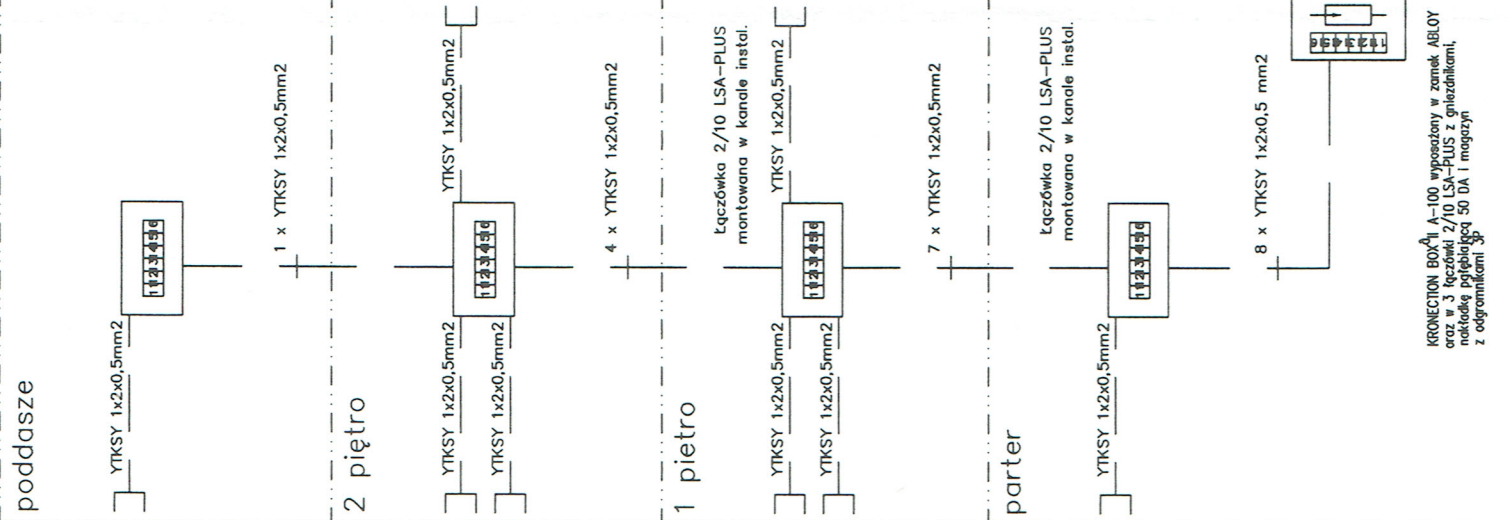 poddasze
YTKSY 1x2x0,5mm2
1 x YTKSY 1x2x0,5mm2
2 piętro
YTKSY 1x2x0,5mm2
YTKSY 1x2x0,5mm2
YTKSY 1x2x0,5mm2
4 x YTKSY 1x2x0,5mm2
1 pietro
Łączówka 2/10 LSA-PLUS
montowana w kanale instal.
YTKSY 1x2x0,5mm2
YTKSY 1x2x0,5mm2
YTKSY 1x2x0,5mm2
7 x YTKSY 1x2x0,5mm2
parter
Łączówka 2/10 LSA-PLUS
montowana w kanale instal.
YTKSY 1x2x0,5mm2
8 x YTKSY 1x2x0,5 mm2
KRONECTION BOX II A-100 wyposażony w zamek ABLOY
oraz w 3 łączówki 2/10 LSA-PLUS z gniazdnikami,
nakładkę pgłębiającą 50 DA i magazyn
z odgromnikami 3P